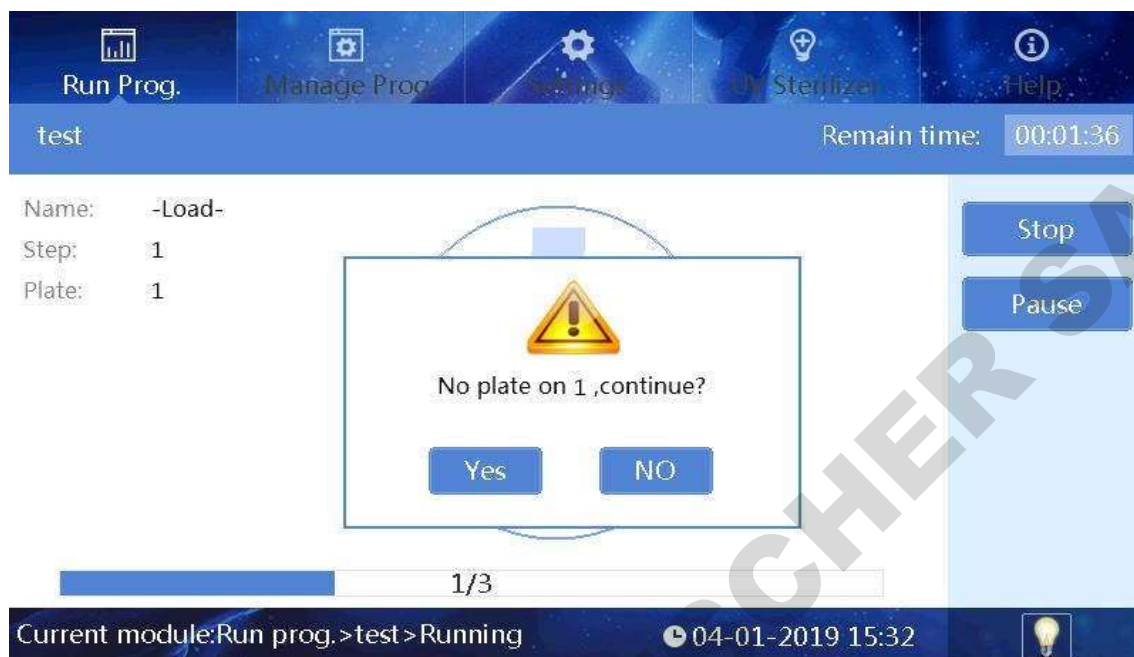 Run Prog.
Manage Prog.
Settings
UV Sterilizer
Help
test
Remain time: 00:01:36
Name: -Load-
Step: 1
Plate: 1
Stop
Pause
No plate on 1 ,continue?
Yes
NO
1/3
Current module:Run prog.>test>Running
04-01-2019 15:32